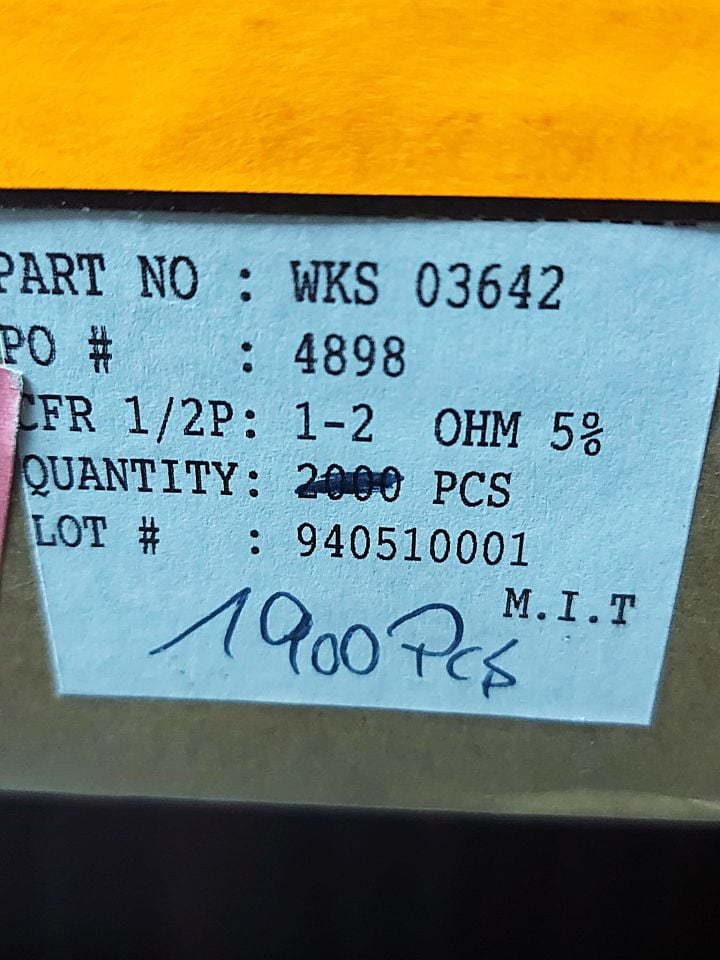 PART NO : WKS 03642
PO # : 4898
CFR 1/2P: 1-2 OHM 5%
QUANTITY: 2000 PCS
LOT # : 940510001
M.I.T
1900 Pcs